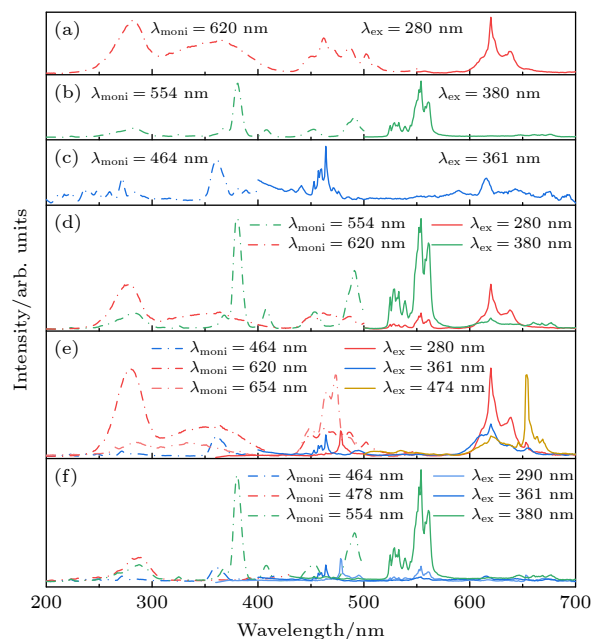 (a) λmoni = 620 nm λex = 280 nm
(b) λmoni = 554 nm λex = 380 nm
(c) λmoni = 464 nm λex = 361 nm
(d) λmoni = 554 nm λex = 280 nm
λmoni = 620 nm λex = 380 nm
(e) λmoni = 464 nm λex = 280 nm
λmoni = 620 nm λex = 361 nm
λmoni = 654 nm λex = 474 nm
(f) λmoni = 464 nm λex = 290 nm
λmoni = 478 nm λex = 361 nm
λmoni = 554 nm λex = 380 nm
Intensity/arb. units
200 300 400 500 600 700
Wavelength/nm